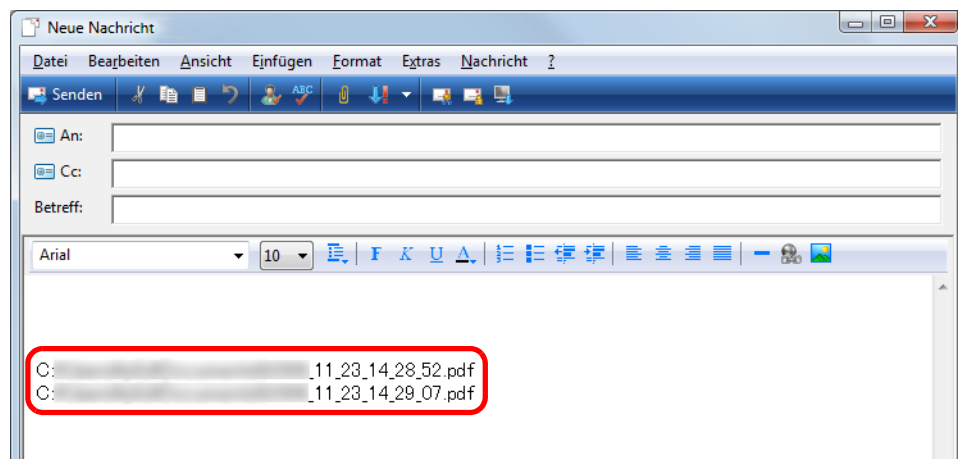 Neue Nachricht
Datei Bearbeiten Ansicht Einfügen Format Extras Nachricht ?
Senden ABC
An:
Cc:
Betreff:
Arial 10 F K U A
C: _11_23_14_28_52.pdf
C: _11_23_14_29_07.pdf